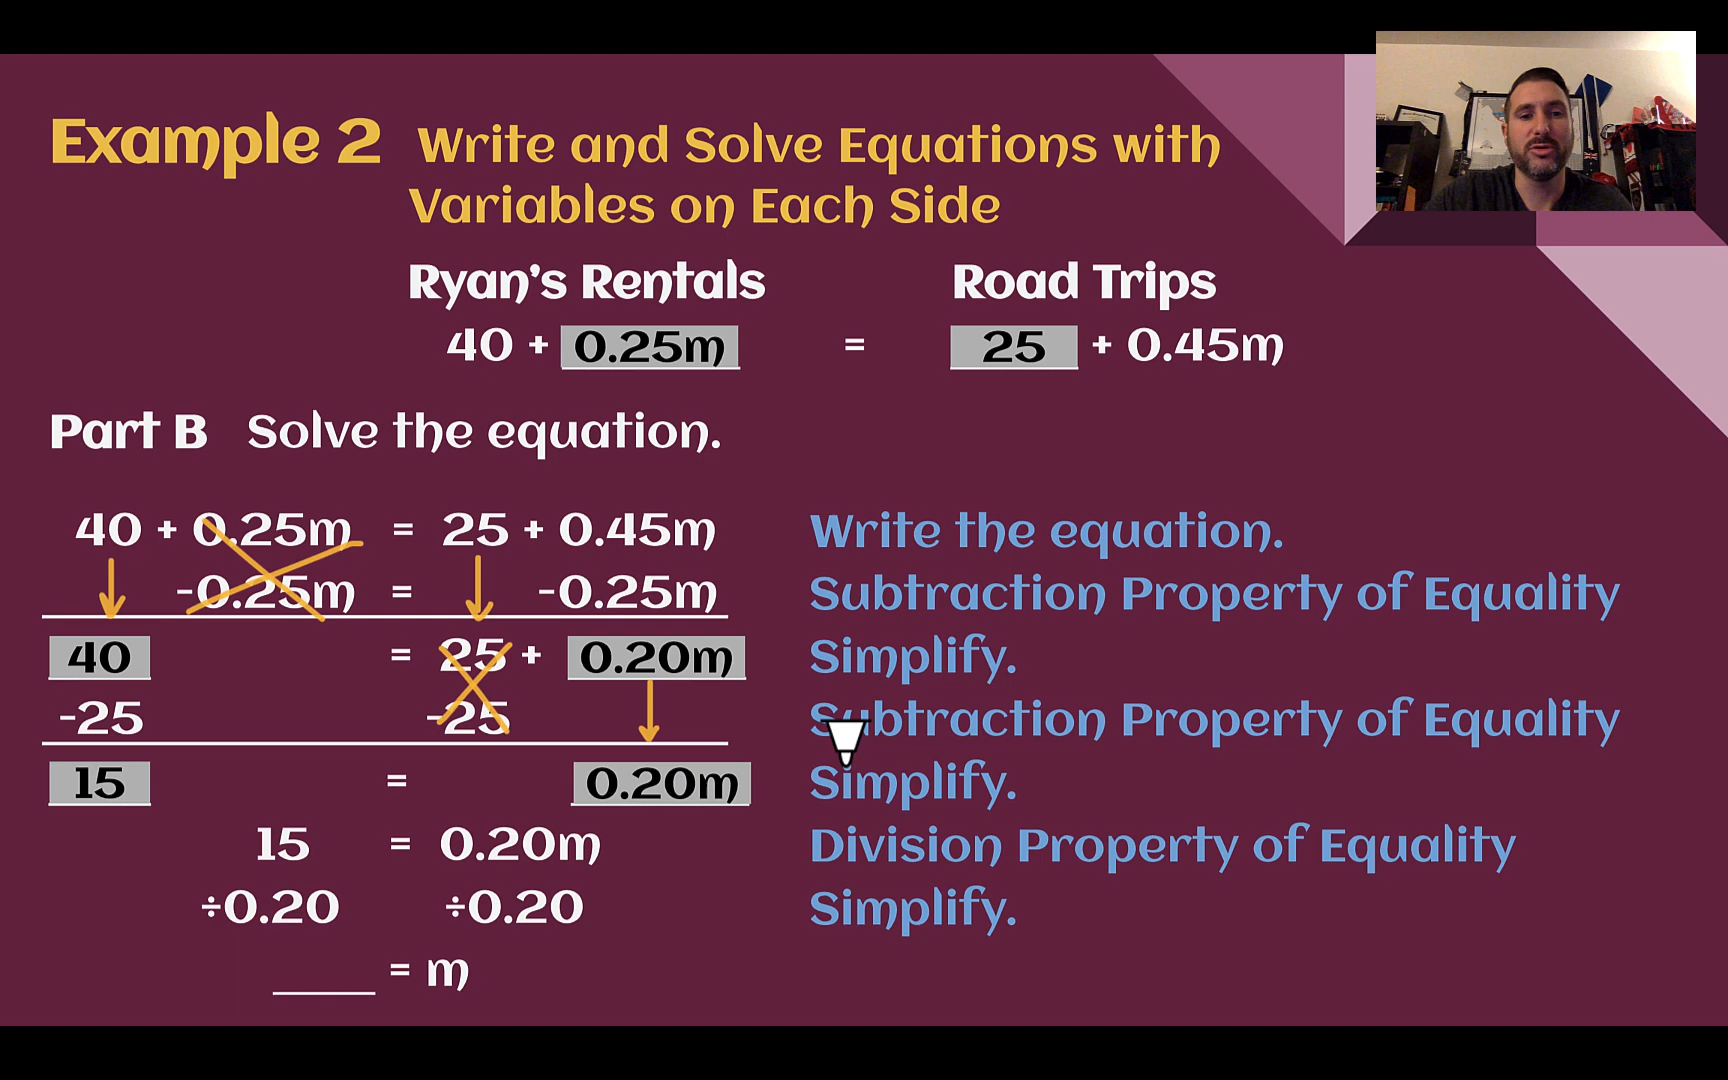 Example 2 Write and Solve Equations with
Variables on Each Side
Ryan's Rentals Road Trips
40 + 0.25m = 25 + 0.45m
Part B Solve the equation.
40 + 0.25m = 25 + 0.45m Write the equation.
-0.25m = -0.25m Subtraction Property of Equality
40 = 25 + 0.20m Simplify.
-25 -25 Subtraction Property of Equality
15 = 0.20m Simplify.
15 = 0.20m Division Property of Equality
÷0.20 ÷0.20 Simplify.
____ = m